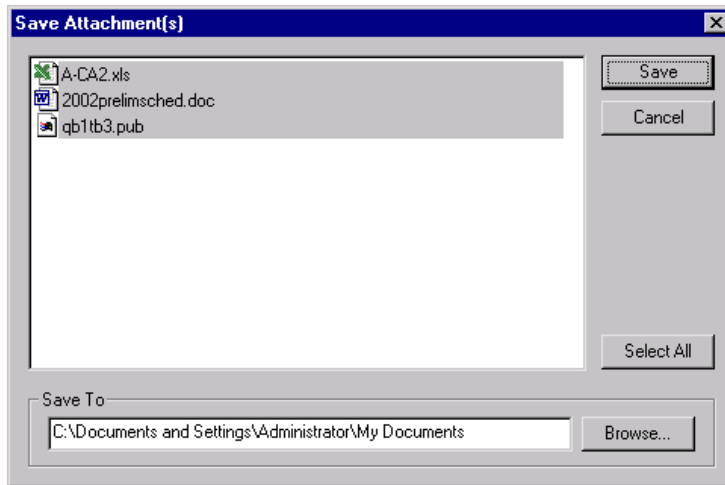 Save Attachment(s)
A-CA2.xls
2002prelimsched.doc
qb1tb3.pub
Save
Cancel
Select All
Save To
C:\Documents and Settings\Administrator\My Documents
Browse...